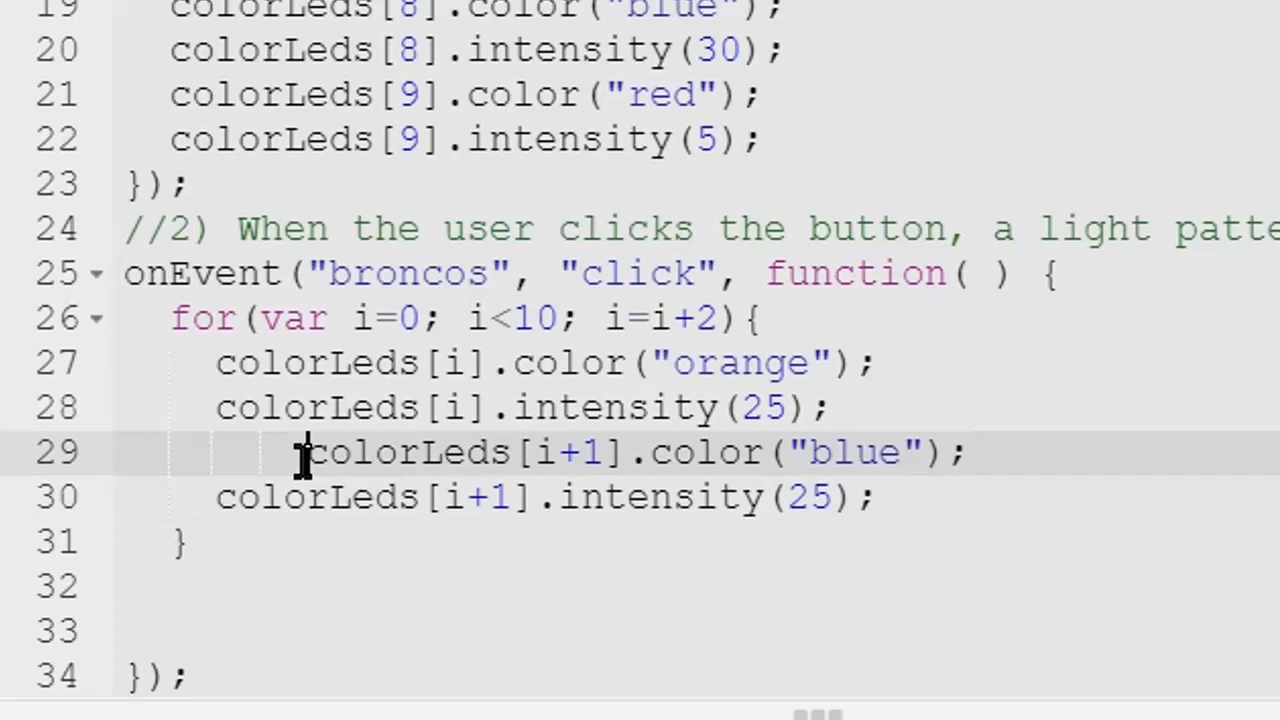 19 colorLeds[8].color("blue");
20 colorLeds[8].intensity(30);
21 colorLeds[9].color("red");
22 colorLeds[9].intensity(5);
23 });
24 //2) When the user clicks the button, a light patte
25 onEvent("broncos", "click", function( ) {
26 for(var i=0; i<10; i=i+2){
27 colorLeds[i].color("orange");
28 colorLeds[i].intensity(25);
29 colorLeds[i+1].color("blue");
30 colorLeds[i+1].intensity(25);
31 }
32
33
34 });